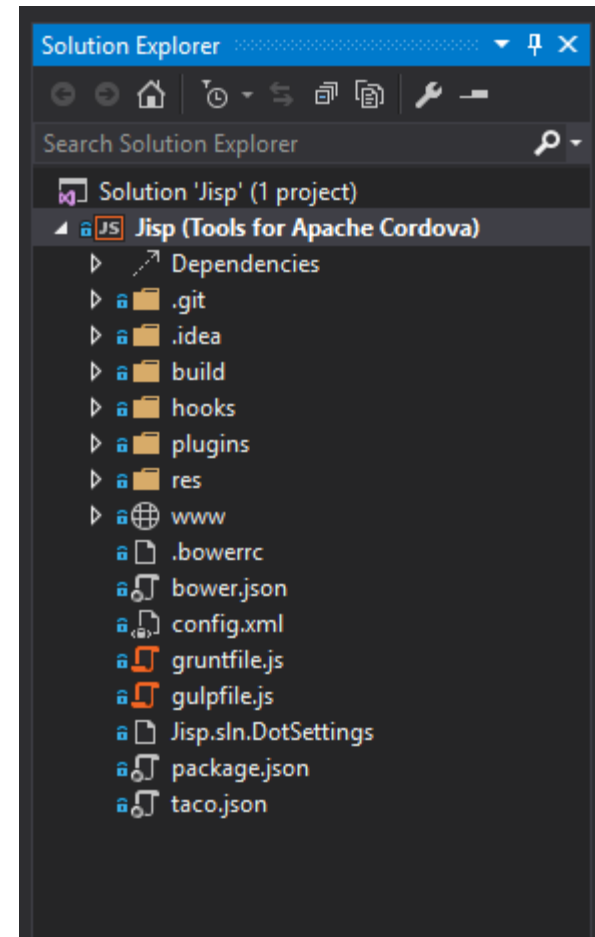 Solution Explorer
Search Solution Explorer
Solution 'Jisp' (1 project)
JS Jisp (Tools for Apache Cordova)
Dependencies
.git
.idea
build
hooks
plugins
res
www
.bowerrc
bower.json
config.xml
gruntfile.js
gulpfile.js
Jisp.sln.DotSettings
package.json
taco.json